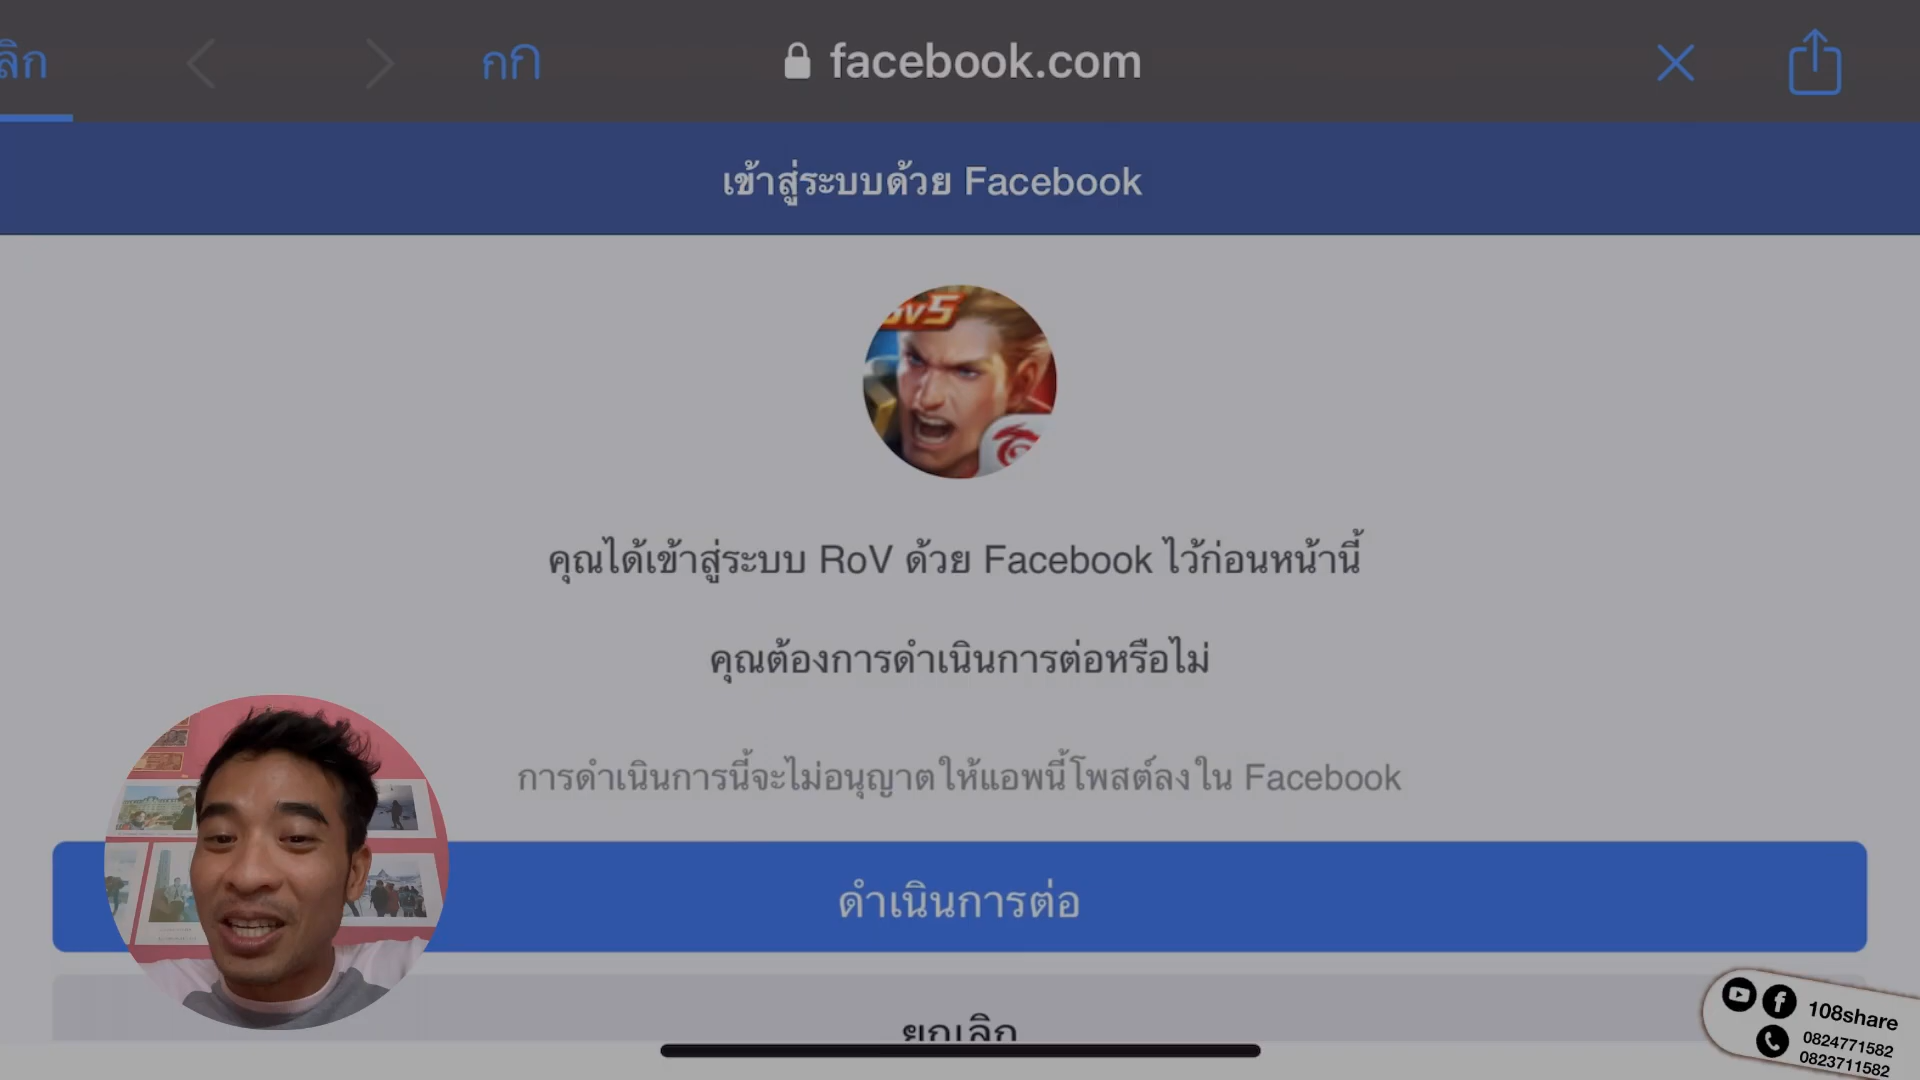 ลิก
กก
facebook.com
เข้าสู่ระบบด้วย Facebook
คุณได้เข้าสู่ระบบ RoV ด้วย Facebook ไว้ก่อนหน้านี้
คุณต้องการดำเนินการต่อหรือไม่
การดำเนินการนี้จะไม่อนุญาตให้แอพนี้โพสต์ลงใน Facebook
ดำเนินการต่อ
ยกเลิก
108share
0824771582
0823711582